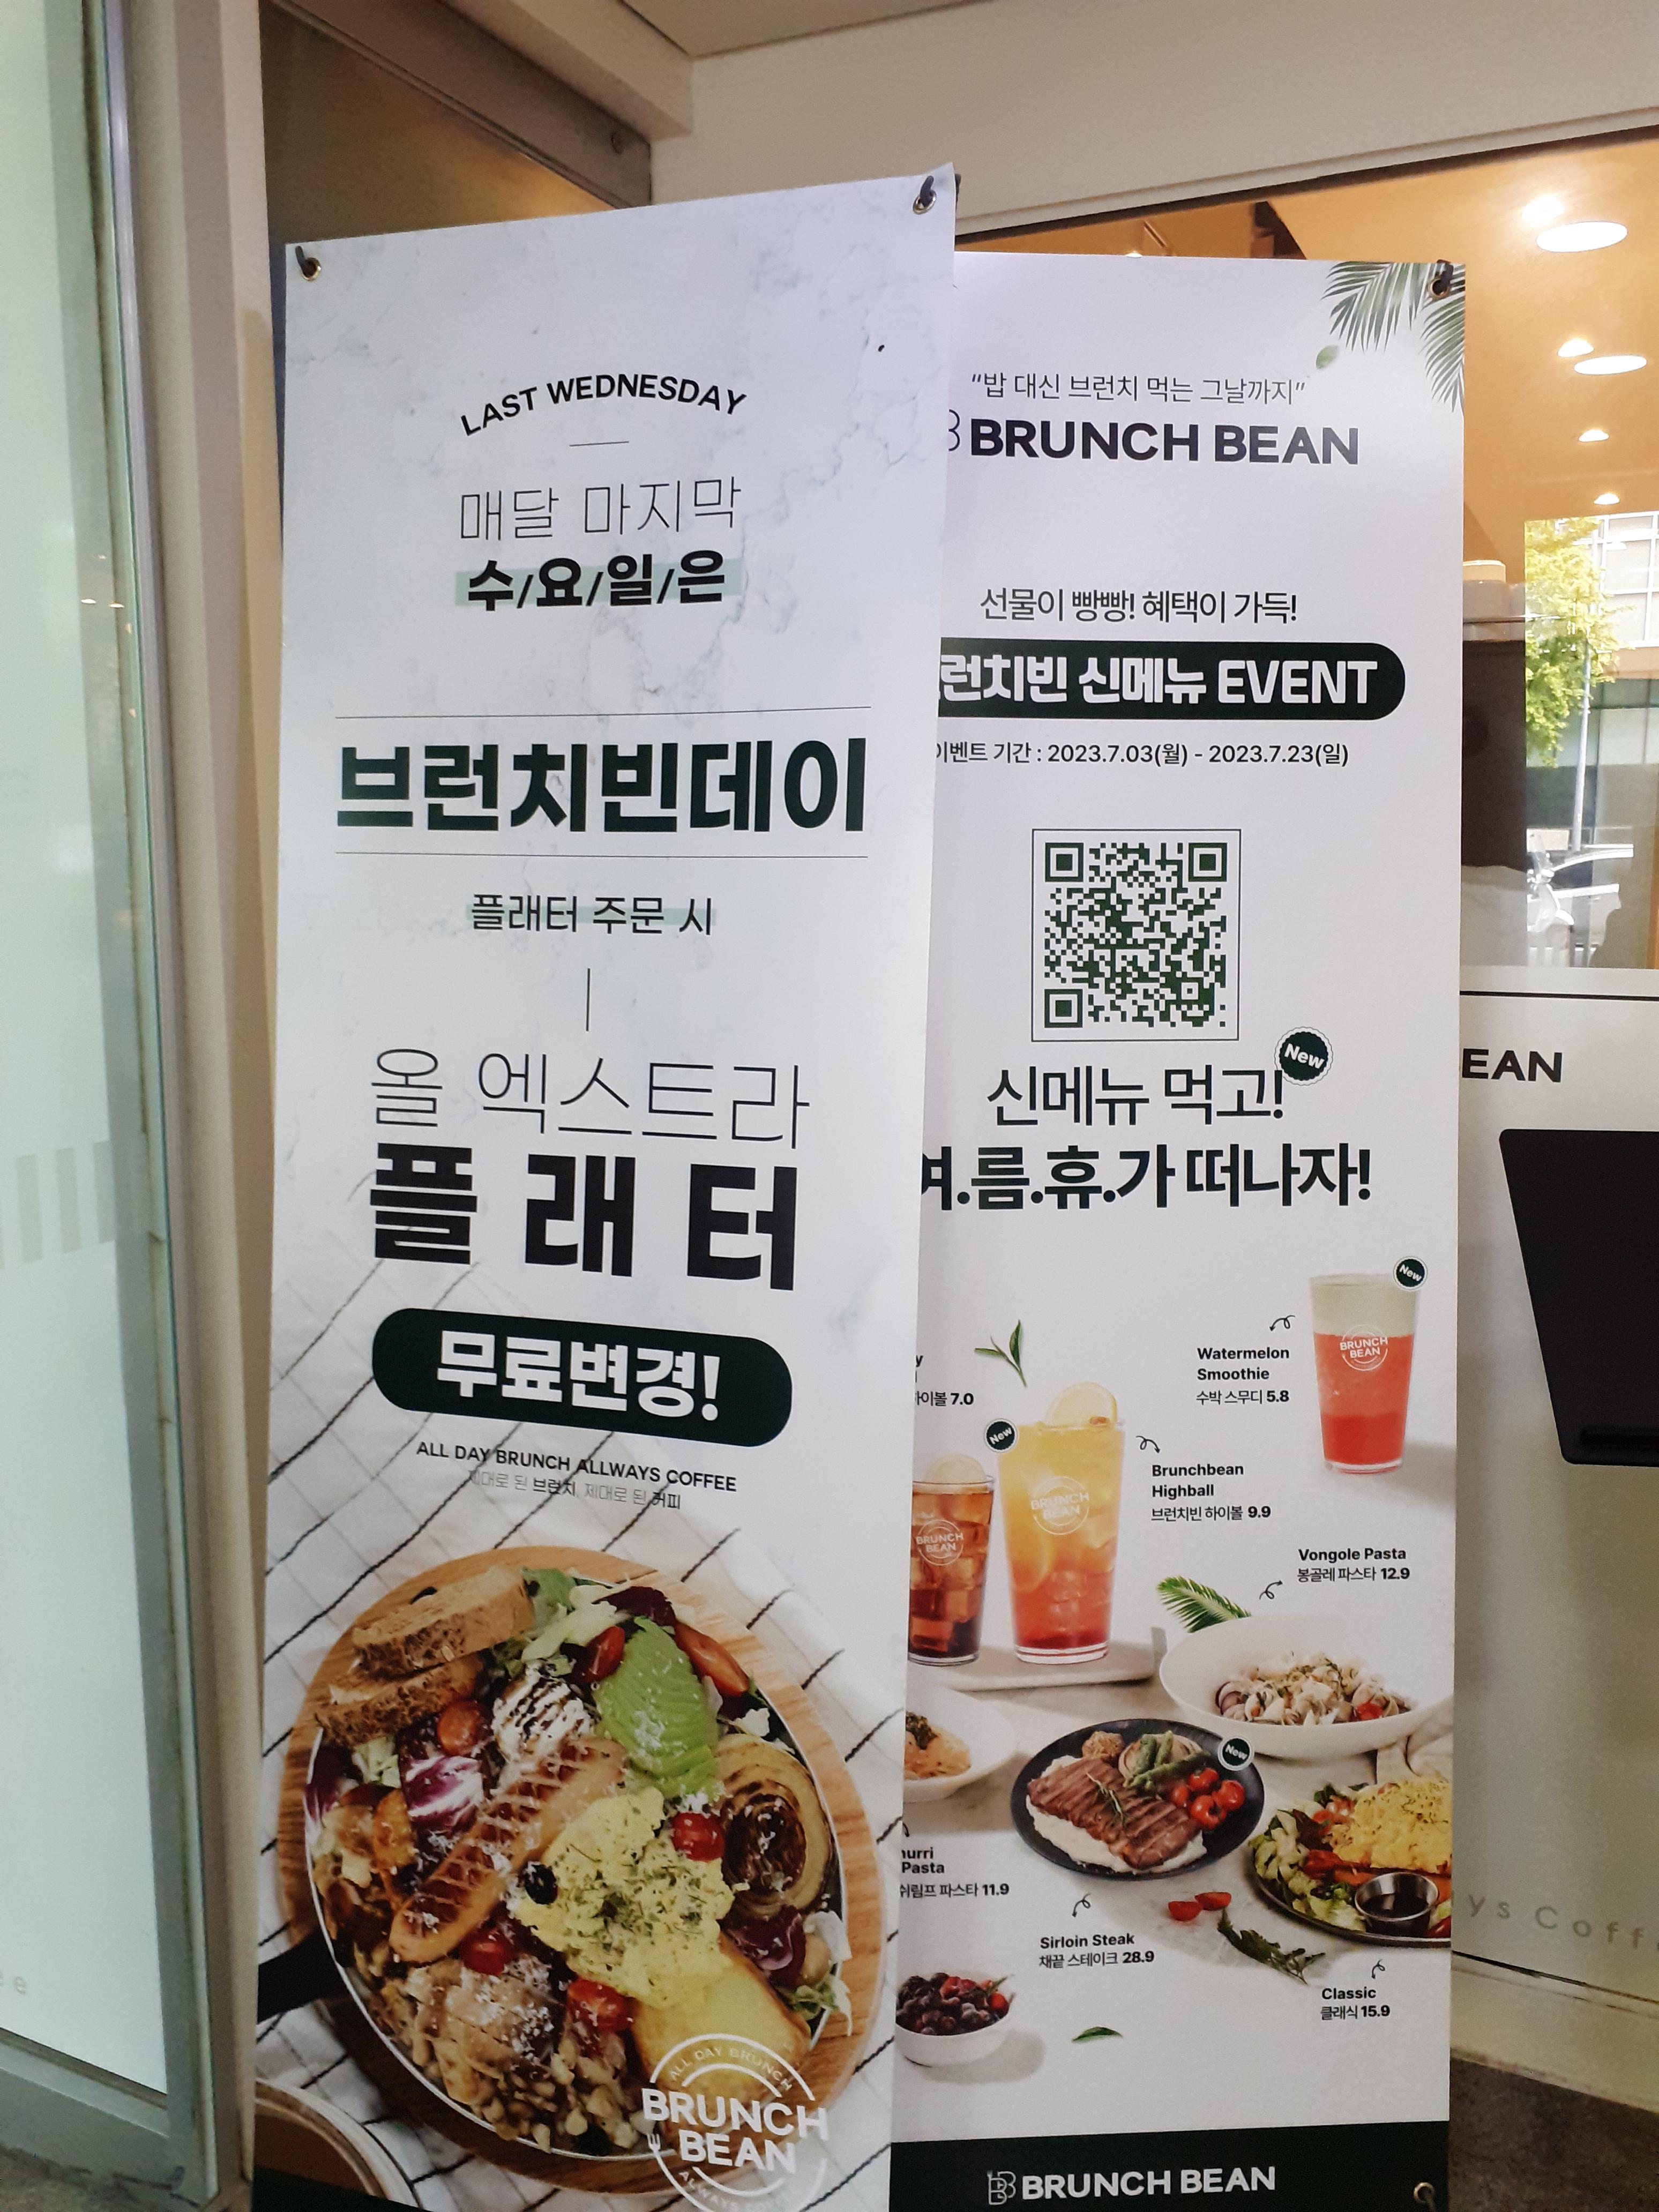 LAST WEDNESDAY
매달 마지막
수/요/일/은
브런치빈데이
플래터 주문 시
올 엑스트라
플래터
무료변경!
ALL DAY BRUNCH ALLWAYS COFFEE
제대로 된 브런치, 제대로 된 커피
ALL DAY BRUNCH
BRUNCH
BEAN
“밥 대신 브런치 먹는 그날까지”
BRUNCH BEAN
선물이 빵빵! 혜택이 가득!
런치빈 신메뉴 EVENT
이벤트 기간 : 2023.7.03(월) - 2023.7.23(일)
New
신메뉴 먹고!
여.름.휴.가 떠나자!
New
BRUNCH
BEAN
Watermelon
Smoothie
수박 스무디 5.8
y
하이볼 7.0
New
BRUNCH
BEAN
BRUNCH
BEAN
Brunchbean
Highball
브런치빈 하이볼 9.9
Vongole Pasta
봉골레 파스타 12.9
New
hurri
Pasta
쉬림프 파스타 11.9
Sirloin Steak
채끝 스테이크 28.9
Classic
클래식 15.9
BRUNCH BEAN
EAN
ys Coff